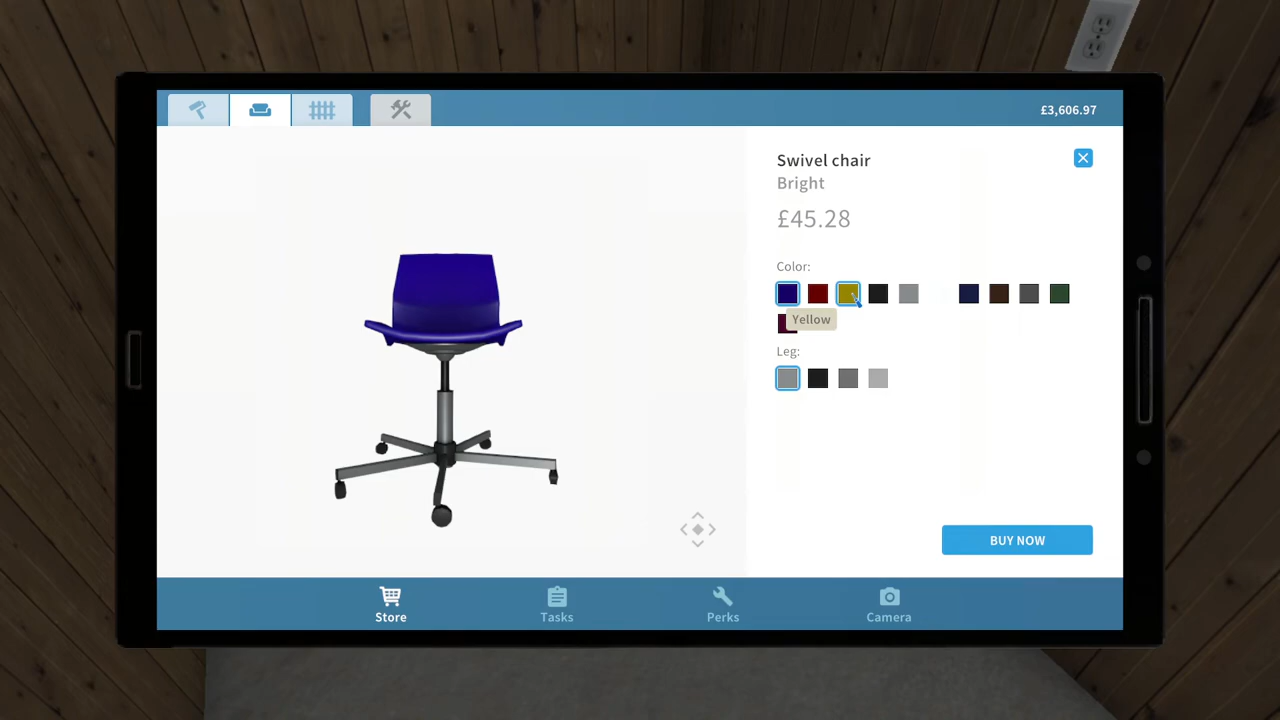 £3,606.97
Swivel chair
Bright
£45.28
Color:
Yellow
Leg:
BUY NOW
Store
Tasks
Perks
Camera